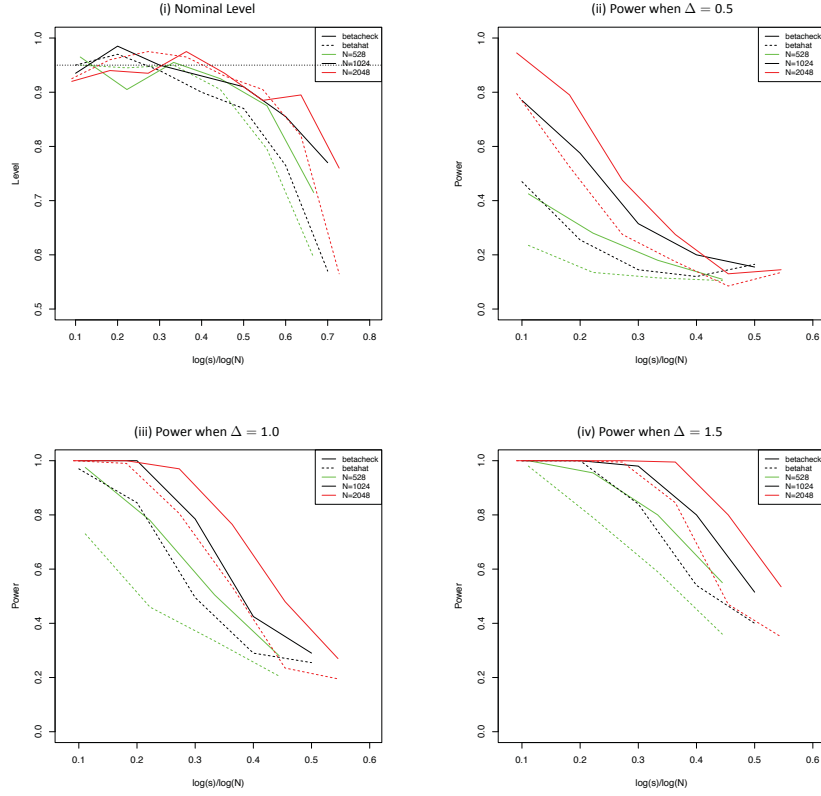 (i) Nominal Level
Level
1.0
0.9
0.8
0.7
0.6
0.5
betacheck
betahat
N=528
N=1024
N=2048
0.1 0.2 0.3 0.4 0.5 0.6 0.7 0.8
log(s)/log(N)
(ii) Power when Δ = 0.5
Power
1.0
0.8
0.6
0.4
0.2
0.0
betacheck
betahat
N=528
N=1024
N=2048
0.1 0.2 0.3 0.4 0.5 0.6
log(s)/log(N)
(iii) Power when Δ = 1.0
Power
1.0
0.8
0.6
0.4
0.2
0.0
betacheck
betahat
N=528
N=1024
N=2048
0.1 0.2 0.3 0.4 0.5 0.6
log(s)/log(N)
(iv) Power when Δ = 1.5
Power
1.0
0.8
0.6
0.4
0.2
0.0
betacheck
betahat
N=528
N=1024
N=2048
0.1 0.2 0.3 0.4 0.5 0.6
log(s)/log(N)